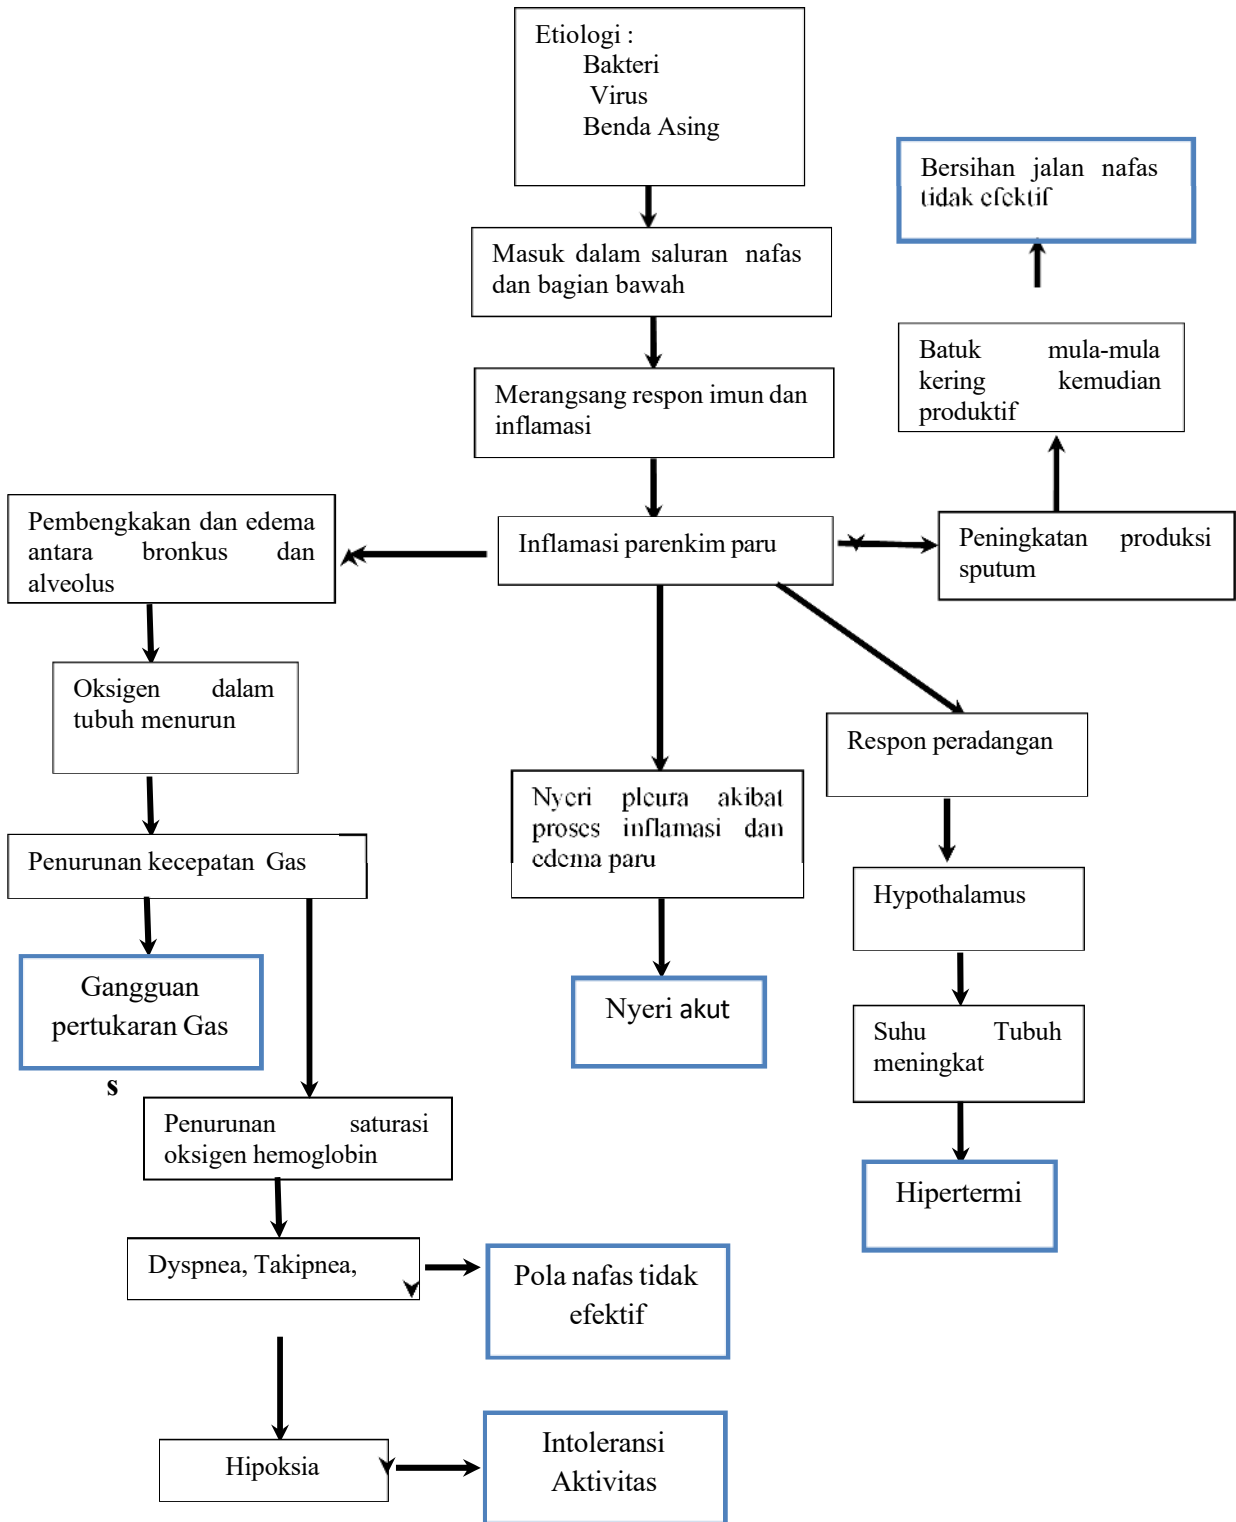 Etiologi :
Bakteri
Virus
Benda Asing
Bersihan jalan nafas
tidak efektif
Masuk dalam saluran nafas
dan bagian bawah
Batuk mula-mula
kering kemudian
produktif
Merangsang respon imun dan
inflamasi
Pembengkakan dan edema
antara bronkus dan
alveolus
Inflamasi parenkim paru
Peningkatan produksi
sputum
Oksigen dalam
tubuh menurun
Respon peradangan
Nyeri pleura akibat
proses inflamasi dan
edema paru
Penurunan kecepatan Gas
Hypothalamus
Gangguan
pertukaran Gas
s
Nyeri akut
Suhu Tubuh
meningkat
Penurunan saturasi
oksigen hemoglobin
Hipertermi
Dyspnea, Takipnea,
Pola nafas tidak
efektif
Hipoksia
Intoleransi
Aktivitas